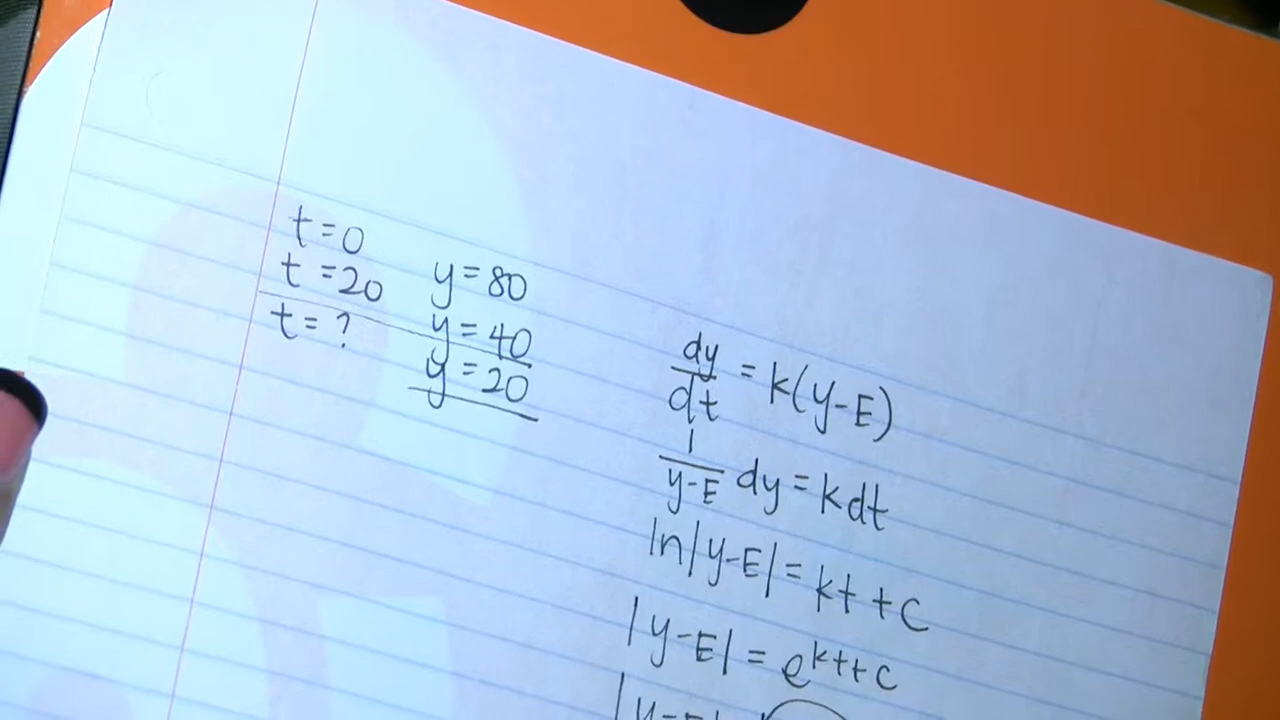 t=0
t=20 y=80
t=? y=40
y=20
dy/dt = k(y-E)
1/y-E dy = kdt
ln|y-E| = kt+c
|y-E| = e^kt+c
|y-E|